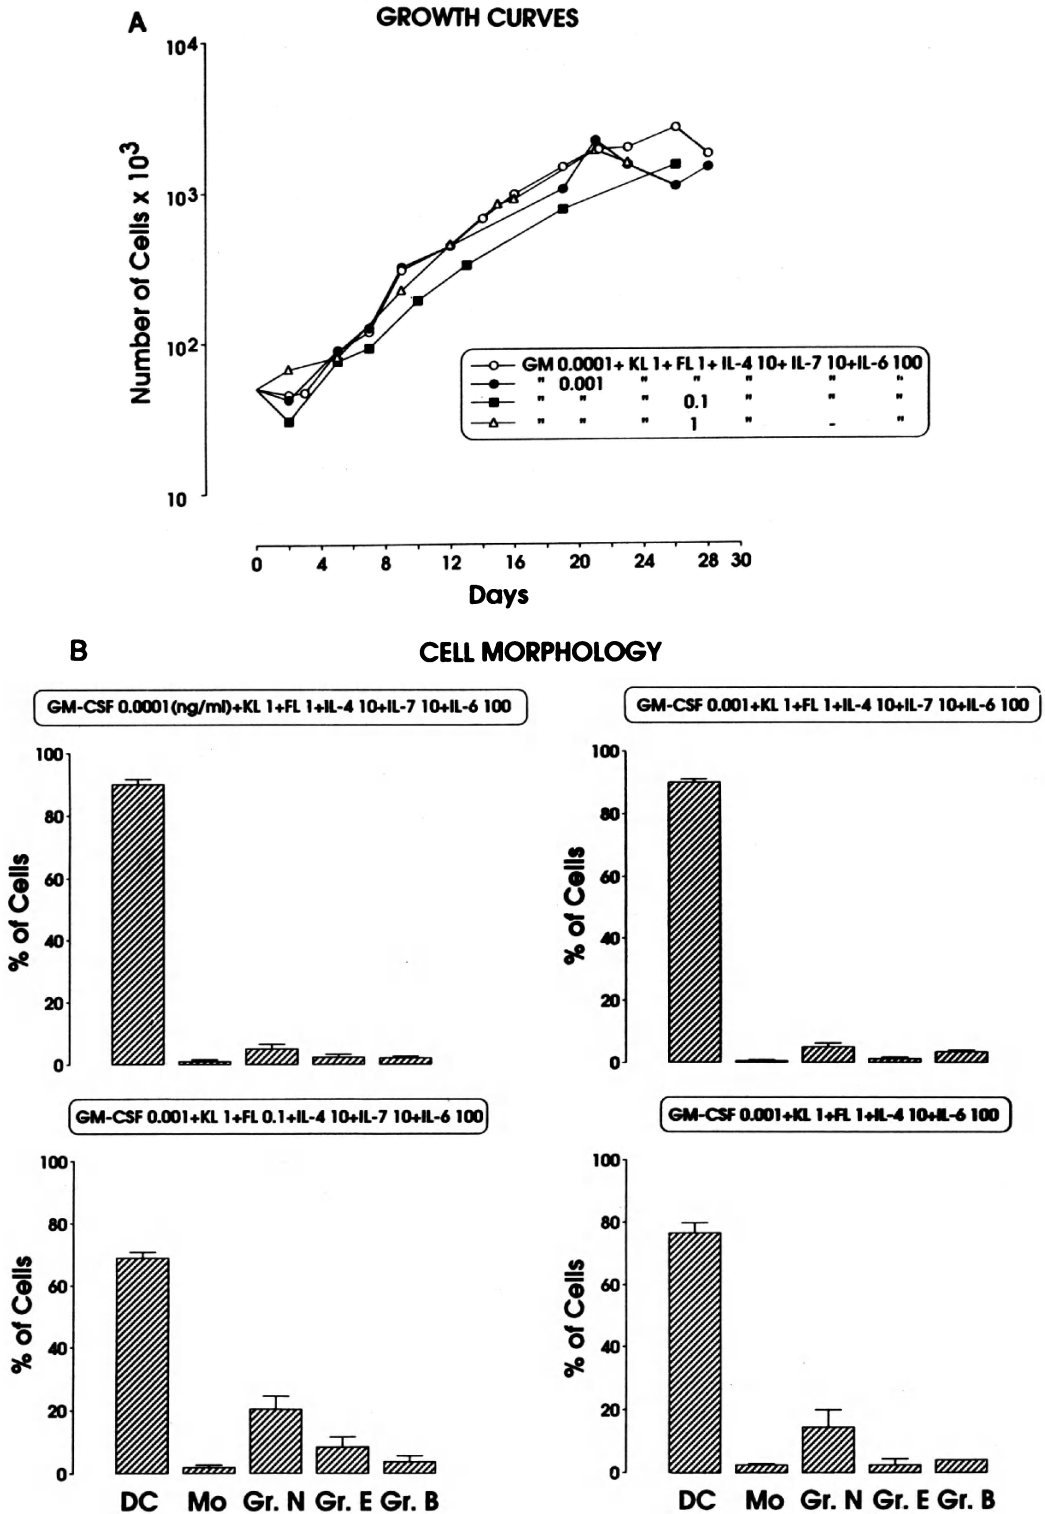 A GROWTH CURVES
Number of Cells x 10³
10⁴
10³
10²
10
GM 0.0001+ KL 1+ FL 1+ IL-4 10+ IL-7 10+IL-6 100
" 0.001 " " " " "
" " " 0.1 " " "
" " " 1 " - "
0 4 8 12 16 20 24 28 30
Days
B CELL MORPHOLOGY
GM-CSF 0.0001(ng/ml)+KL 1+FL 1+IL-4 10+IL-7 10+IL-6 100
% of Cells
100
80
60
40
20
0
GM-CSF 0.001+KL 1+FL 1+IL-4 10+IL-7 10+IL-6 100
% of Cells
100
80
60
40
20
0
GM-CSF 0.001+KL 1+FL 0.1+IL-4 10+IL-7 10+IL-6 100
% of Cells
100
80
60
40
20
0
DC Mo Gr. N Gr. E Gr. B
GM-CSF 0.001+KL 1+FL 1+IL-4 10+IL-6 100
% of Cells
100
80
60
40
20
0
DC Mo Gr. N Gr. E Gr. B